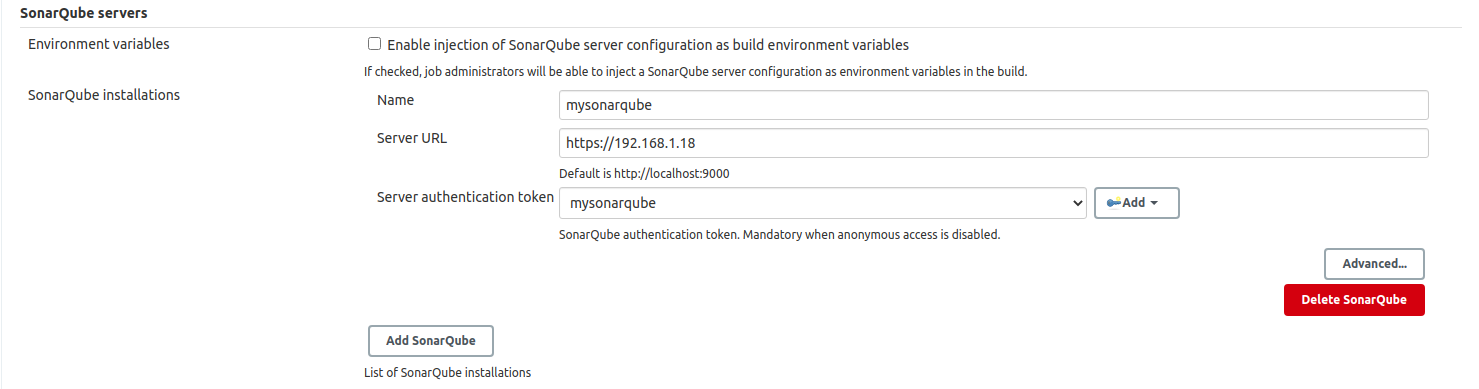 SonarQube servers
Environment variables
Enable injection of SonarQube server configuration as build environment variables
If checked, job administrators will be able to inject a SonarQube server configuration as environment variables in the build.
SonarQube installations
Name
mysonarqube
Server URL
https://192.168.1.18
Default is http://localhost:9000
Server authentication token
mysonarqube
Add
SonarQube authentication token. Mandatory when anonymous access is disabled.
Advanced...
Delete SonarQube
Add SonarQube
List of SonarQube installations